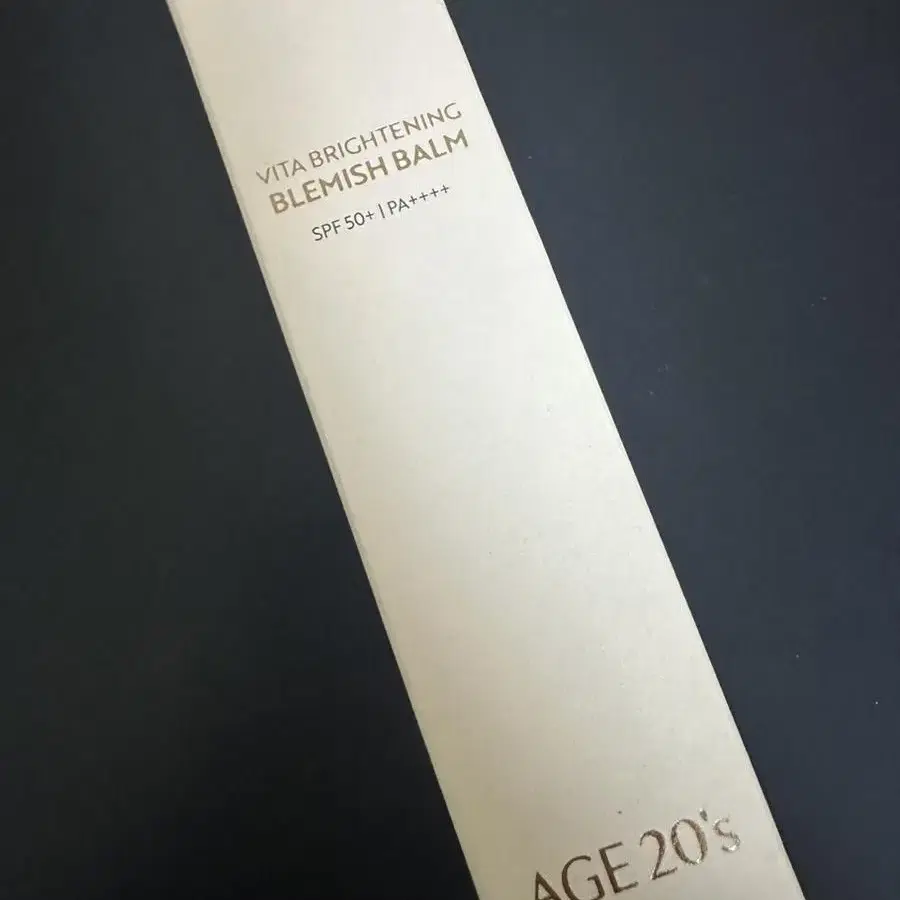 VITA BRIGHTENING
BLEMISH BALM
SPF 50+ | PA++++
AGE 20's